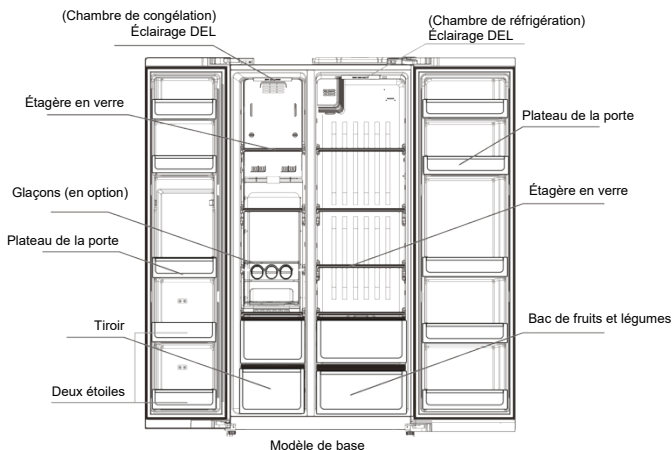 (Chambre de congélation)
Éclairage DEL
(Chambre de réfrigération)
Éclairage DEL
Étagère en verre
Plateau de la porte
Glaçons (en option)
Étagère en verre
Plateau de la porte
Tiroir
Bac de fruits et légumes
Deux étoiles
Modèle de base